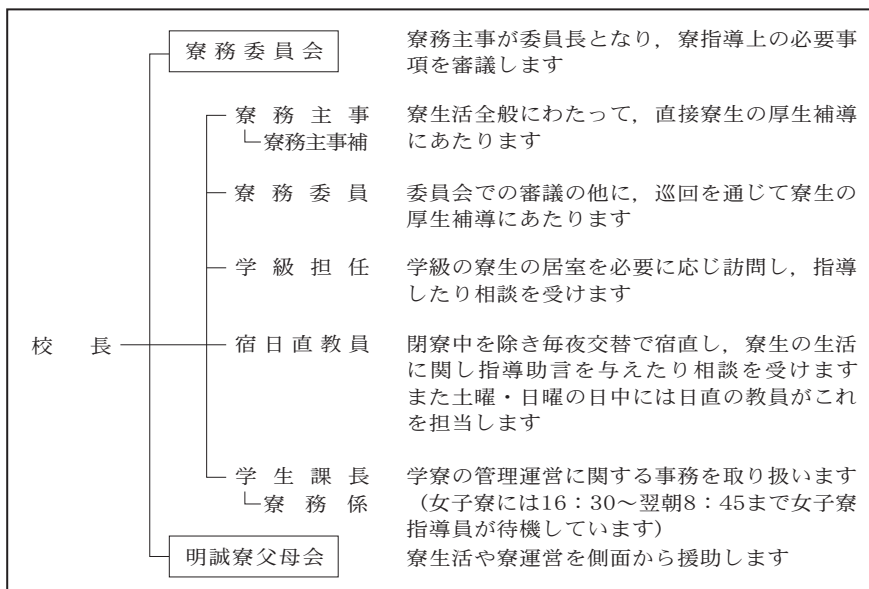 寮務委員会
寮務主事が委員長となり，寮指導上の必要事
項を審議します
寮務主事
寮務主事補
寮生活全般にわたって，直接寮生の厚生補導
にあたります
寮務委員
委員会での審議の他に，巡回を通じて寮生の
厚生補導にあたります
学級担任
学級の寮生の居室を必要に応じ訪問し，指導
したり相談を受けます
校長
宿日直教員
閉寮中を除き毎夜交替で宿直し，寮生の生活
に関し指導助言を与えたり相談を受けます
また土曜・日曜の日中には日直の教員がこれ
を担当します
学生課長
寮務係
学寮の管理運営に関する事務を取り扱います
（女子寮には16：30～翌朝8：45まで女子寮
指導員が待機しています）
明誠寮父母会
寮生活や寮運営を側面から援助します